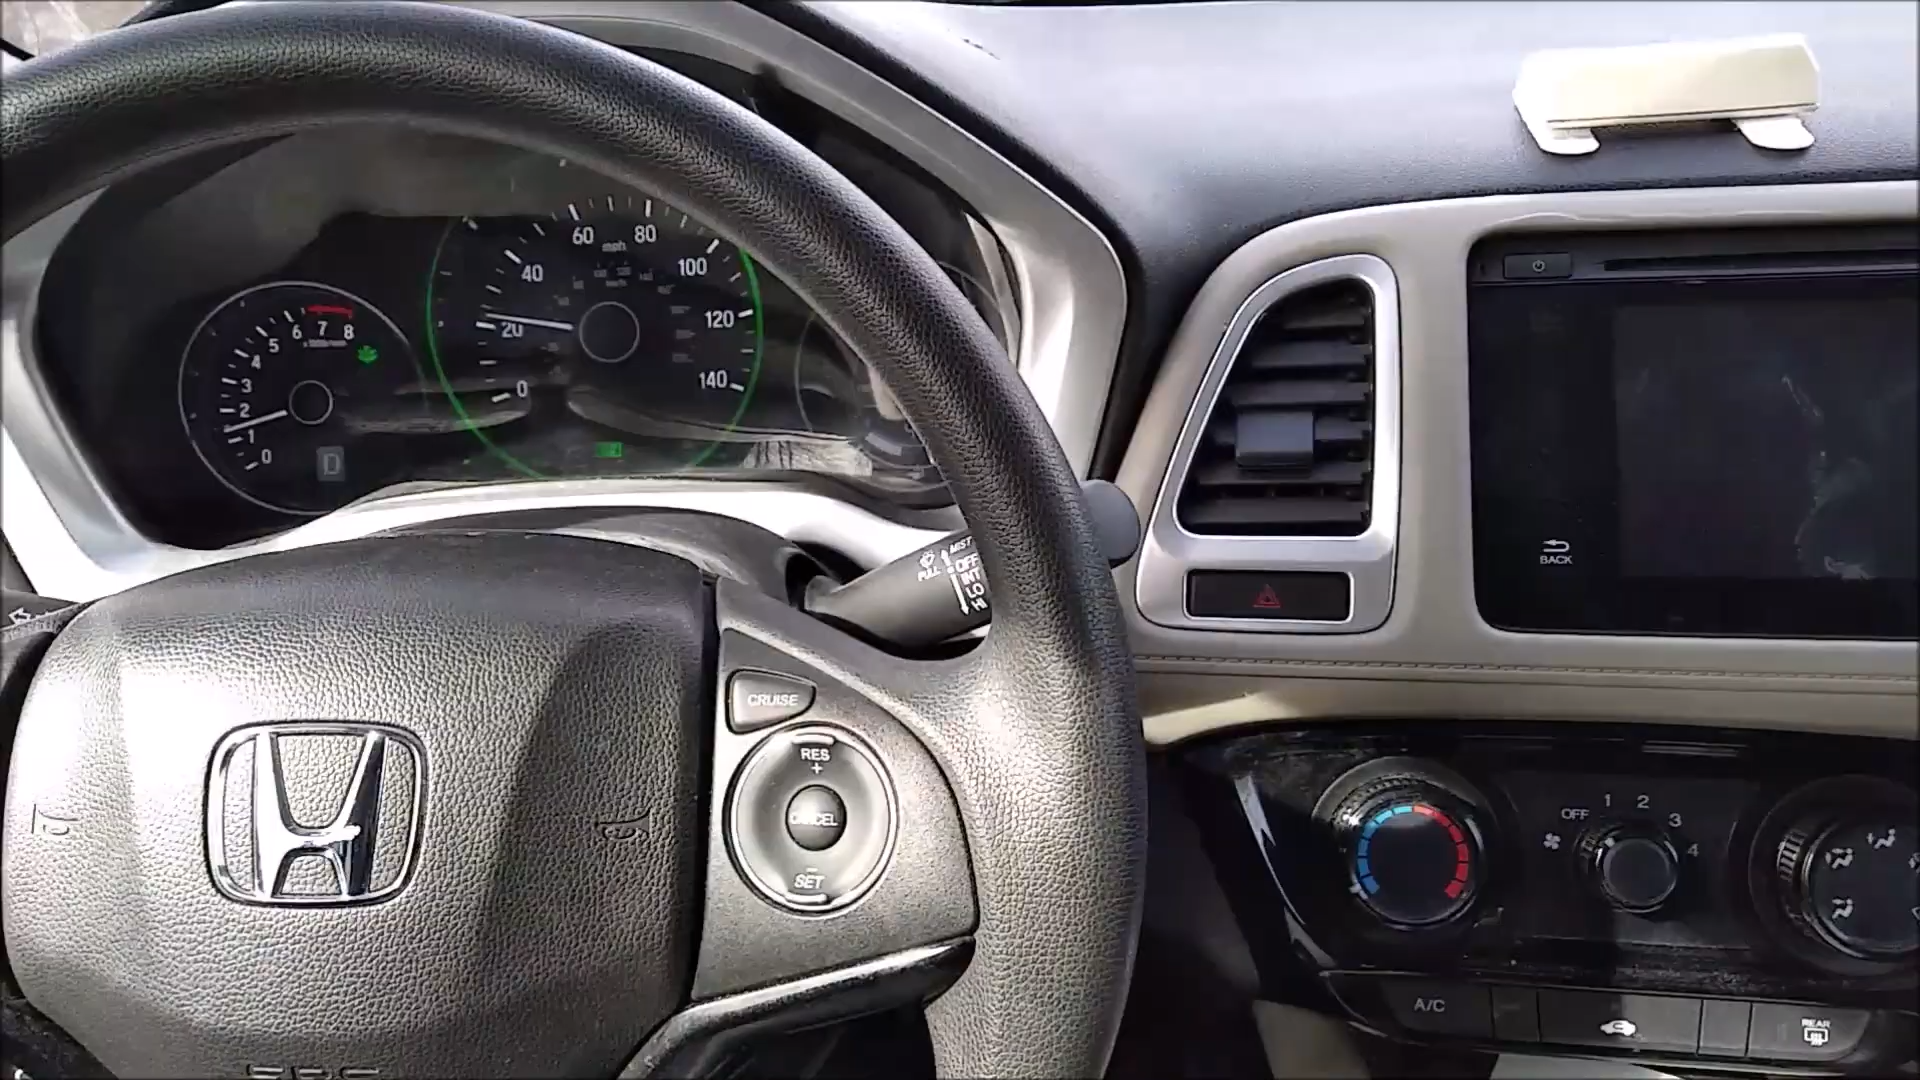 60
80
mph
40
100
20
120
0
140
6 7 8
5
4
3
2
1
0
D
MIST
PULL
OFF
INT
LO
HI
BACK
CRUISE
RES
+
CANCEL
SET
OFF
1
2
3
4
A/C
REAR